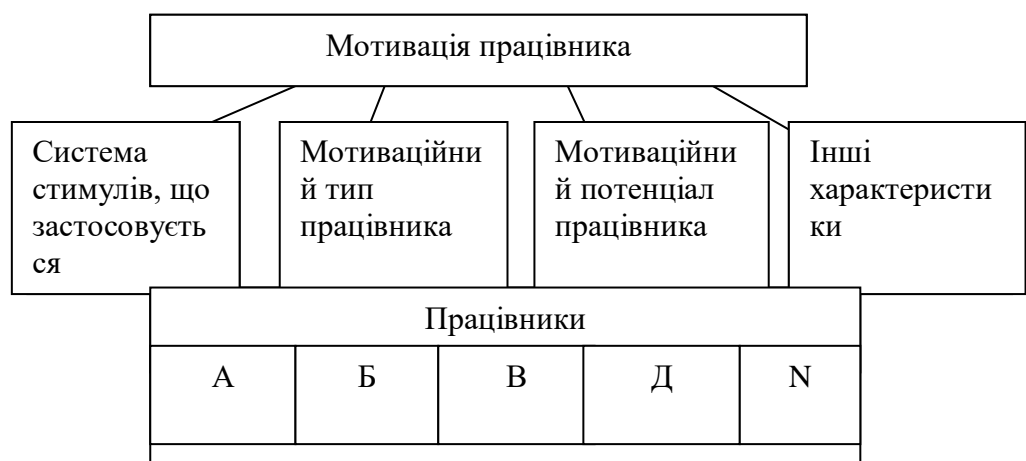 Мотивація працівника
Система
стимулів, що
застосовуєть
ся
Мотиваційни
й тип
працівника
Мотиваційни
й потенціал
працівника
Інші
характеристи
ки
Працівники
А
Б
В
Д
N